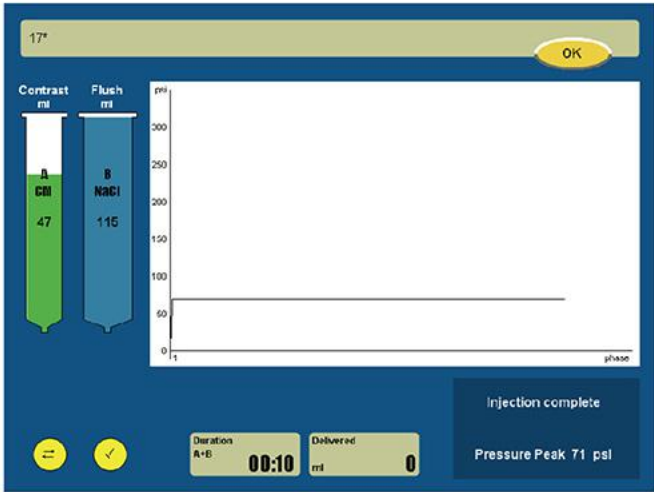 17°
OK
Contrast
ml
Flush
ml
A
CM
47
B
NaCl
115
psi
300
250
200
150
100
50
0
1
phase
Injection complete
Duration
A+B
00:10
Delivered
ml
0
Pressure Peak 71 psi